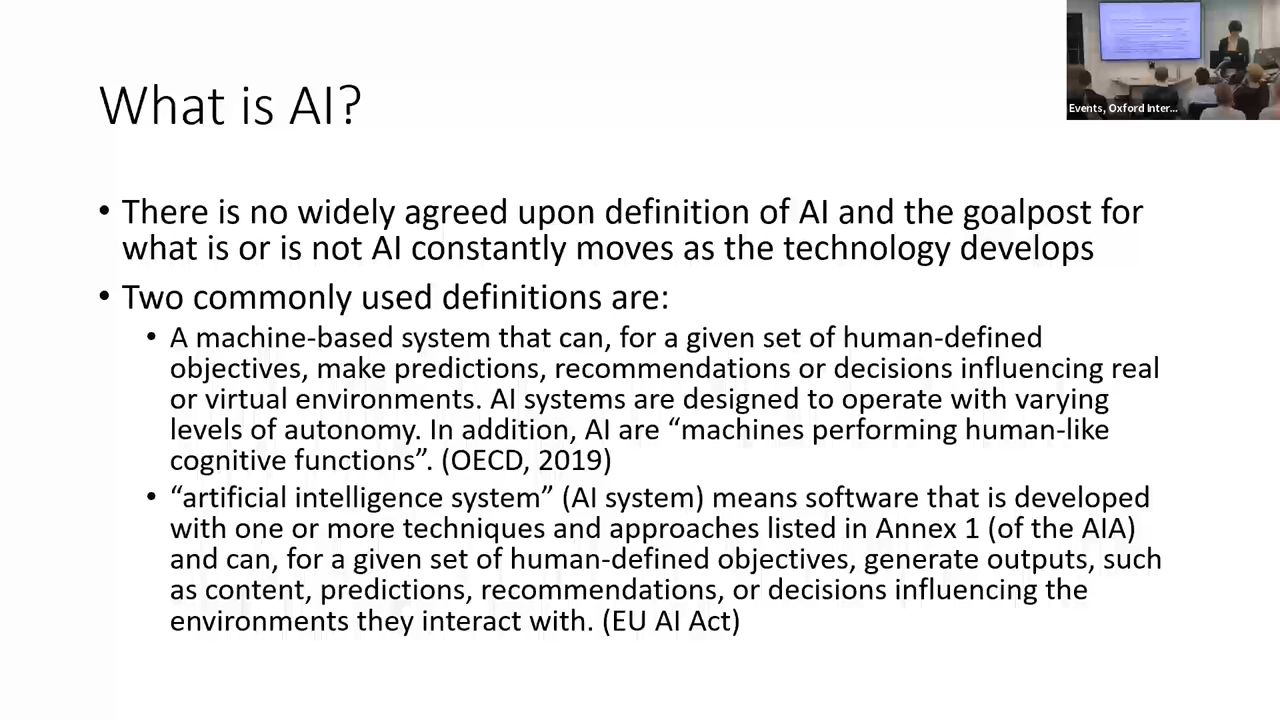 Events, Oxford Inter...
What is AI?
• There is no widely agreed upon definition of AI and the goalpost for
what is or is not AI constantly moves as the technology develops
• Two commonly used definitions are:
• A machine-based system that can, for a given set of human-defined
objectives, make predictions, recommendations or decisions influencing real
or virtual environments. AI systems are designed to operate with varying
levels of autonomy. In addition, AI are “machines performing human-like
cognitive functions”. (OECD, 2019)
• “artificial intelligence system” (AI system) means software that is developed
with one or more techniques and approaches listed in Annex 1 (of the AIA)
and can, for a given set of human-defined objectives, generate outputs, such
as content, predictions, recommendations, or decisions influencing the
environments they interact with. (EU AI Act)